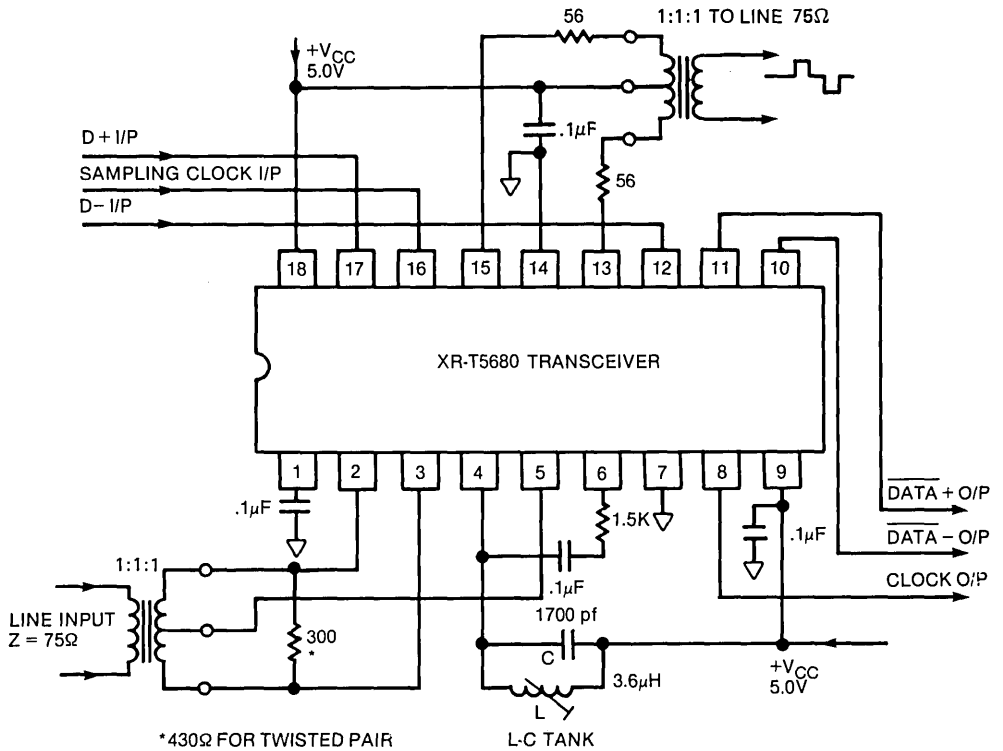 56
1:1:1 TO LINE 75Ω
+VCC
5.0V
.1µF
56
D+ I/P
SAMPLING CLOCK I/P
D− I/P
18
17
16
15
14
13
12
11
10
XR-T5680 TRANSCEIVER
1
2
3
4
5
6
7
8
9
.1µF
1.5K
.1µF
.1µF
DATA + O/P
DATA − O/P
CLOCK O/P
1:1:1
LINE INPUT
Z = 75Ω
300
*
1700 pf
C
3.6µH
L
+VCC
5.0V
*430Ω FOR TWISTED PAIR
L-C TANK